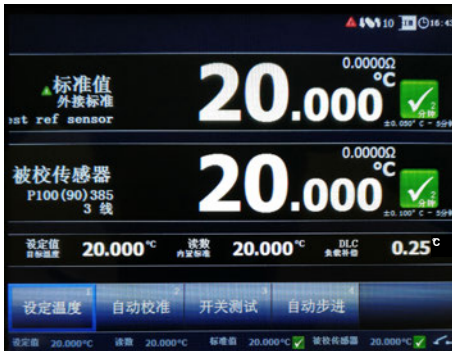 10 16:43
0.0000Ω
标准值
外接标准
est ref sensor
20.000
°C
2
分钟
±0.050° C - 5分钟
0.0000Ω
被校传感器
P100(90)385
3 线
20.000
°C
2
分钟
±0.100° C - 5分钟
设定值
目标温度
20.000°C
读数
内置标准
20.000°C
DLC
负载补偿
0.25°C
设定温度 1
自动校准 2
开关测试 3
自动步进 4
设定值 20.000°C 读数 20.000°C 标准值 20.000°C 被校传感器 20.000°C